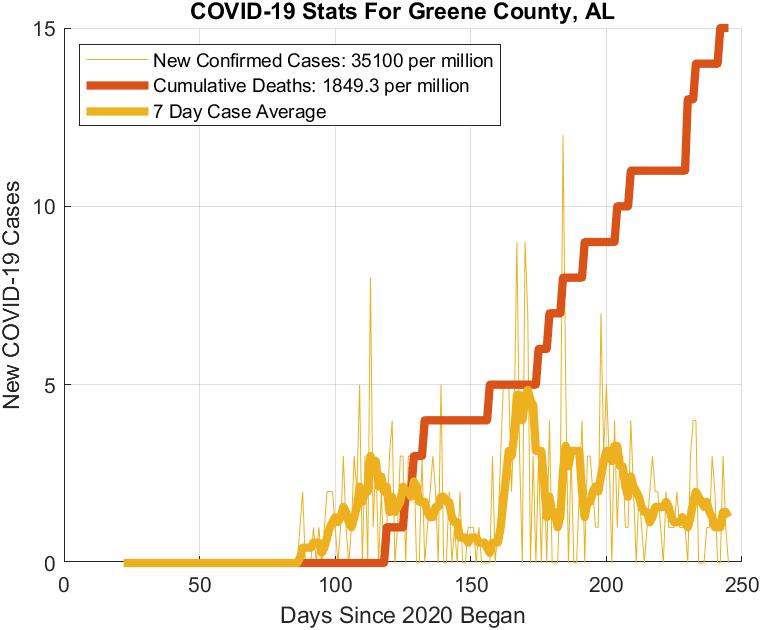 COVID-19 Stats For Greene County, AL
15
New Confirmed Cases: 35100 per million
Cumulative Deaths: 1849.3 per million
7 Day Case Average
10
5
0
New COVID-19 Cases
0 50 100 150 200 250
Days Since 2020 Began